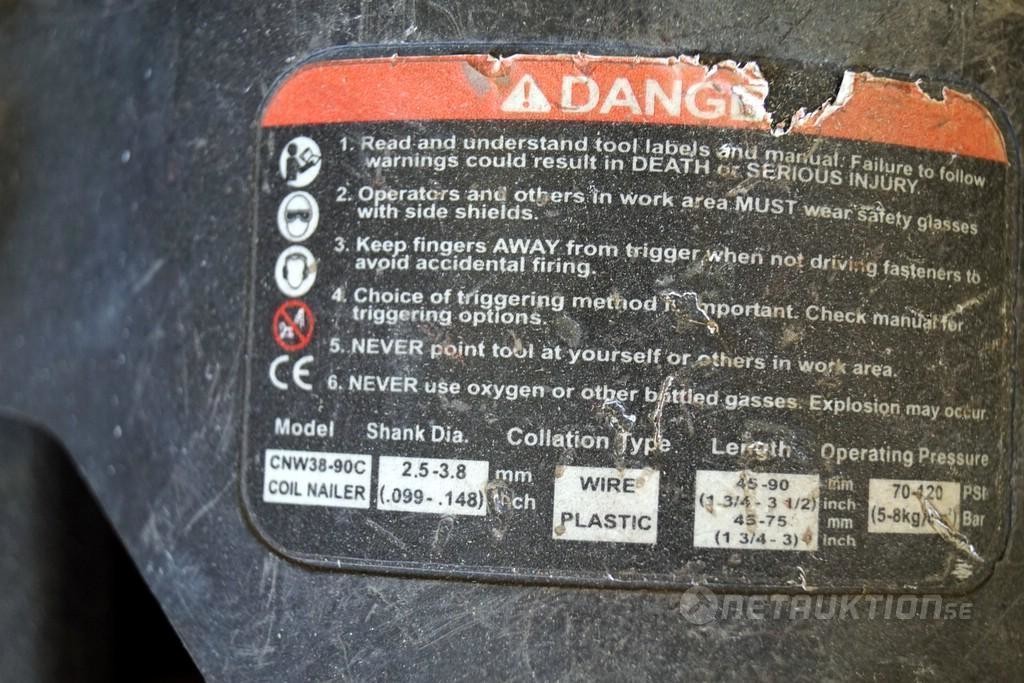 DANGE
1. Read and understand tool labels and manual. Failure to follow
warnings could result in DEATH or SERIOUS INJURY.
2. Operators and others in work area MUST wear safety glasses
with side shields.
3. Keep fingers AWAY from trigger when not driving fasteners to
avoid accidental firing.
4. Choice of triggering method important. Check manual for
triggering options.
5. NEVER point tool at yourself or others in work area.
6. NEVER use oxygen or other bottled gasses. Explosion may occur
CE
Model Shank Dia. Collation Type Length Operating Pressure
CNW38-90C 2.5-3.8 mm WIRE 45-90 mm 70-120 PSI
COIL NAILER (.099-.148) inch PLASTIC (1 3/4 - 3 1/2) inch Bar
45-75 mm
(1 3/4 - 3) inch
NETAUKTION.SE